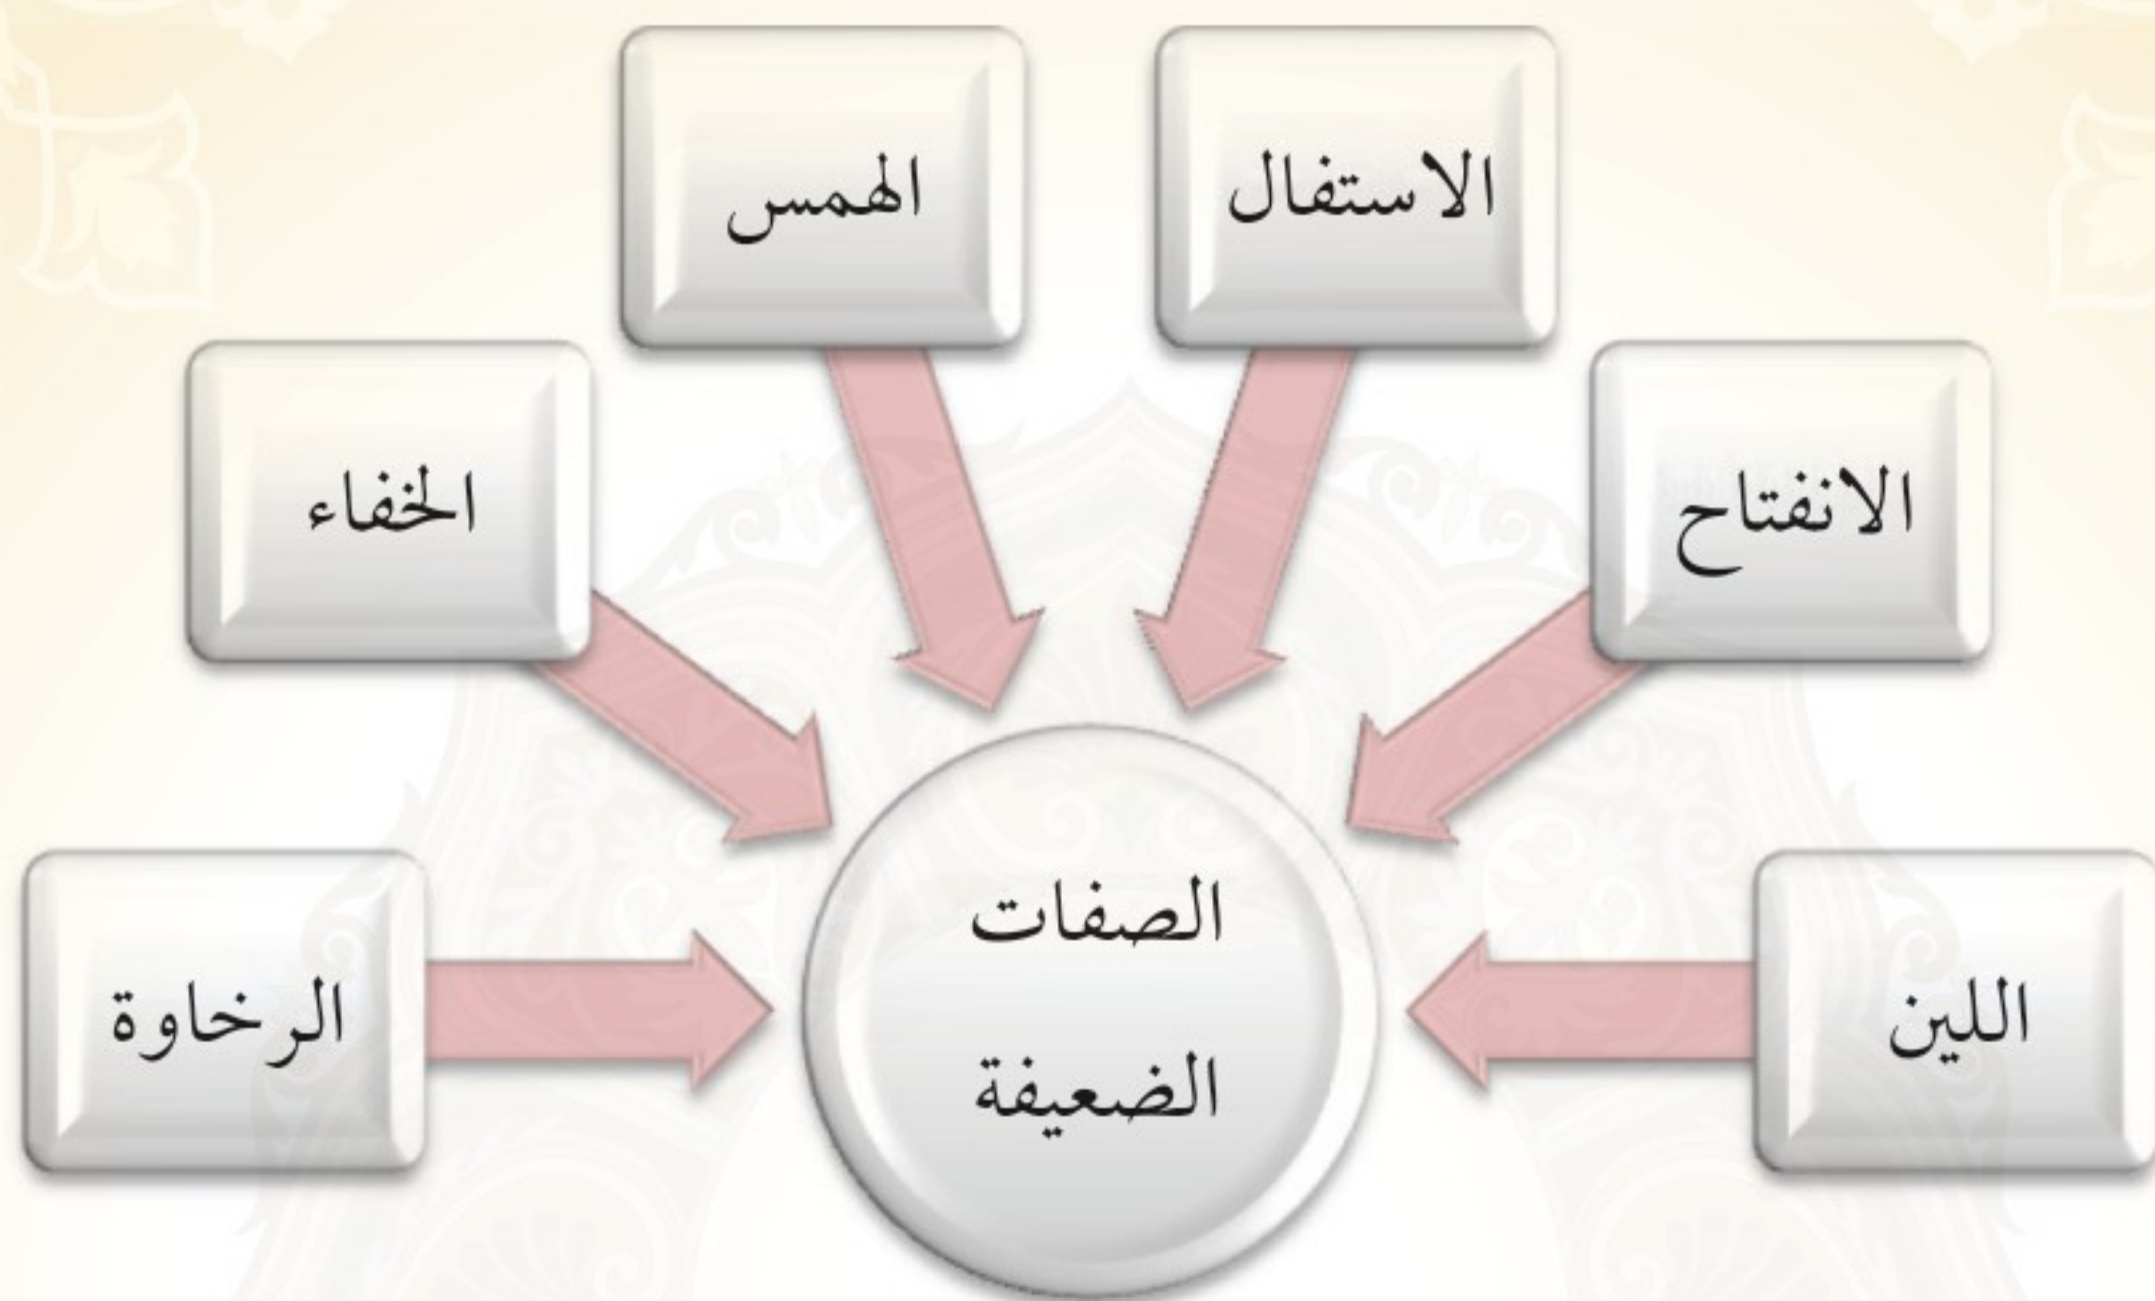 الاستفال
الهمس
الانفتاح
الخفاء
اللين
الرخاوة
الصفات
الضعيفة